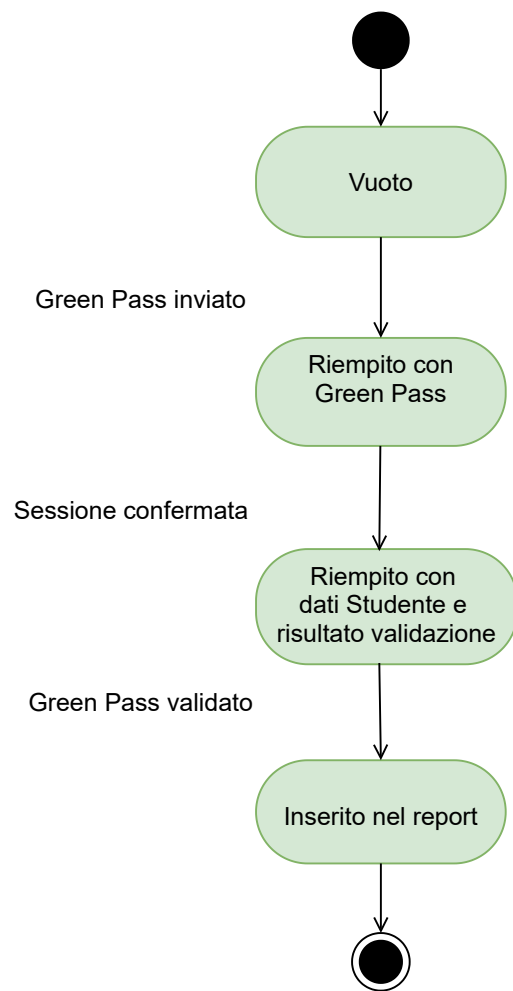 Vuoto
Green Pass inviato
Riempito con
Green Pass
Sessione confermata
Riempito con
dati Studente e
risultato validazione
Green Pass validato
Inserito nel report